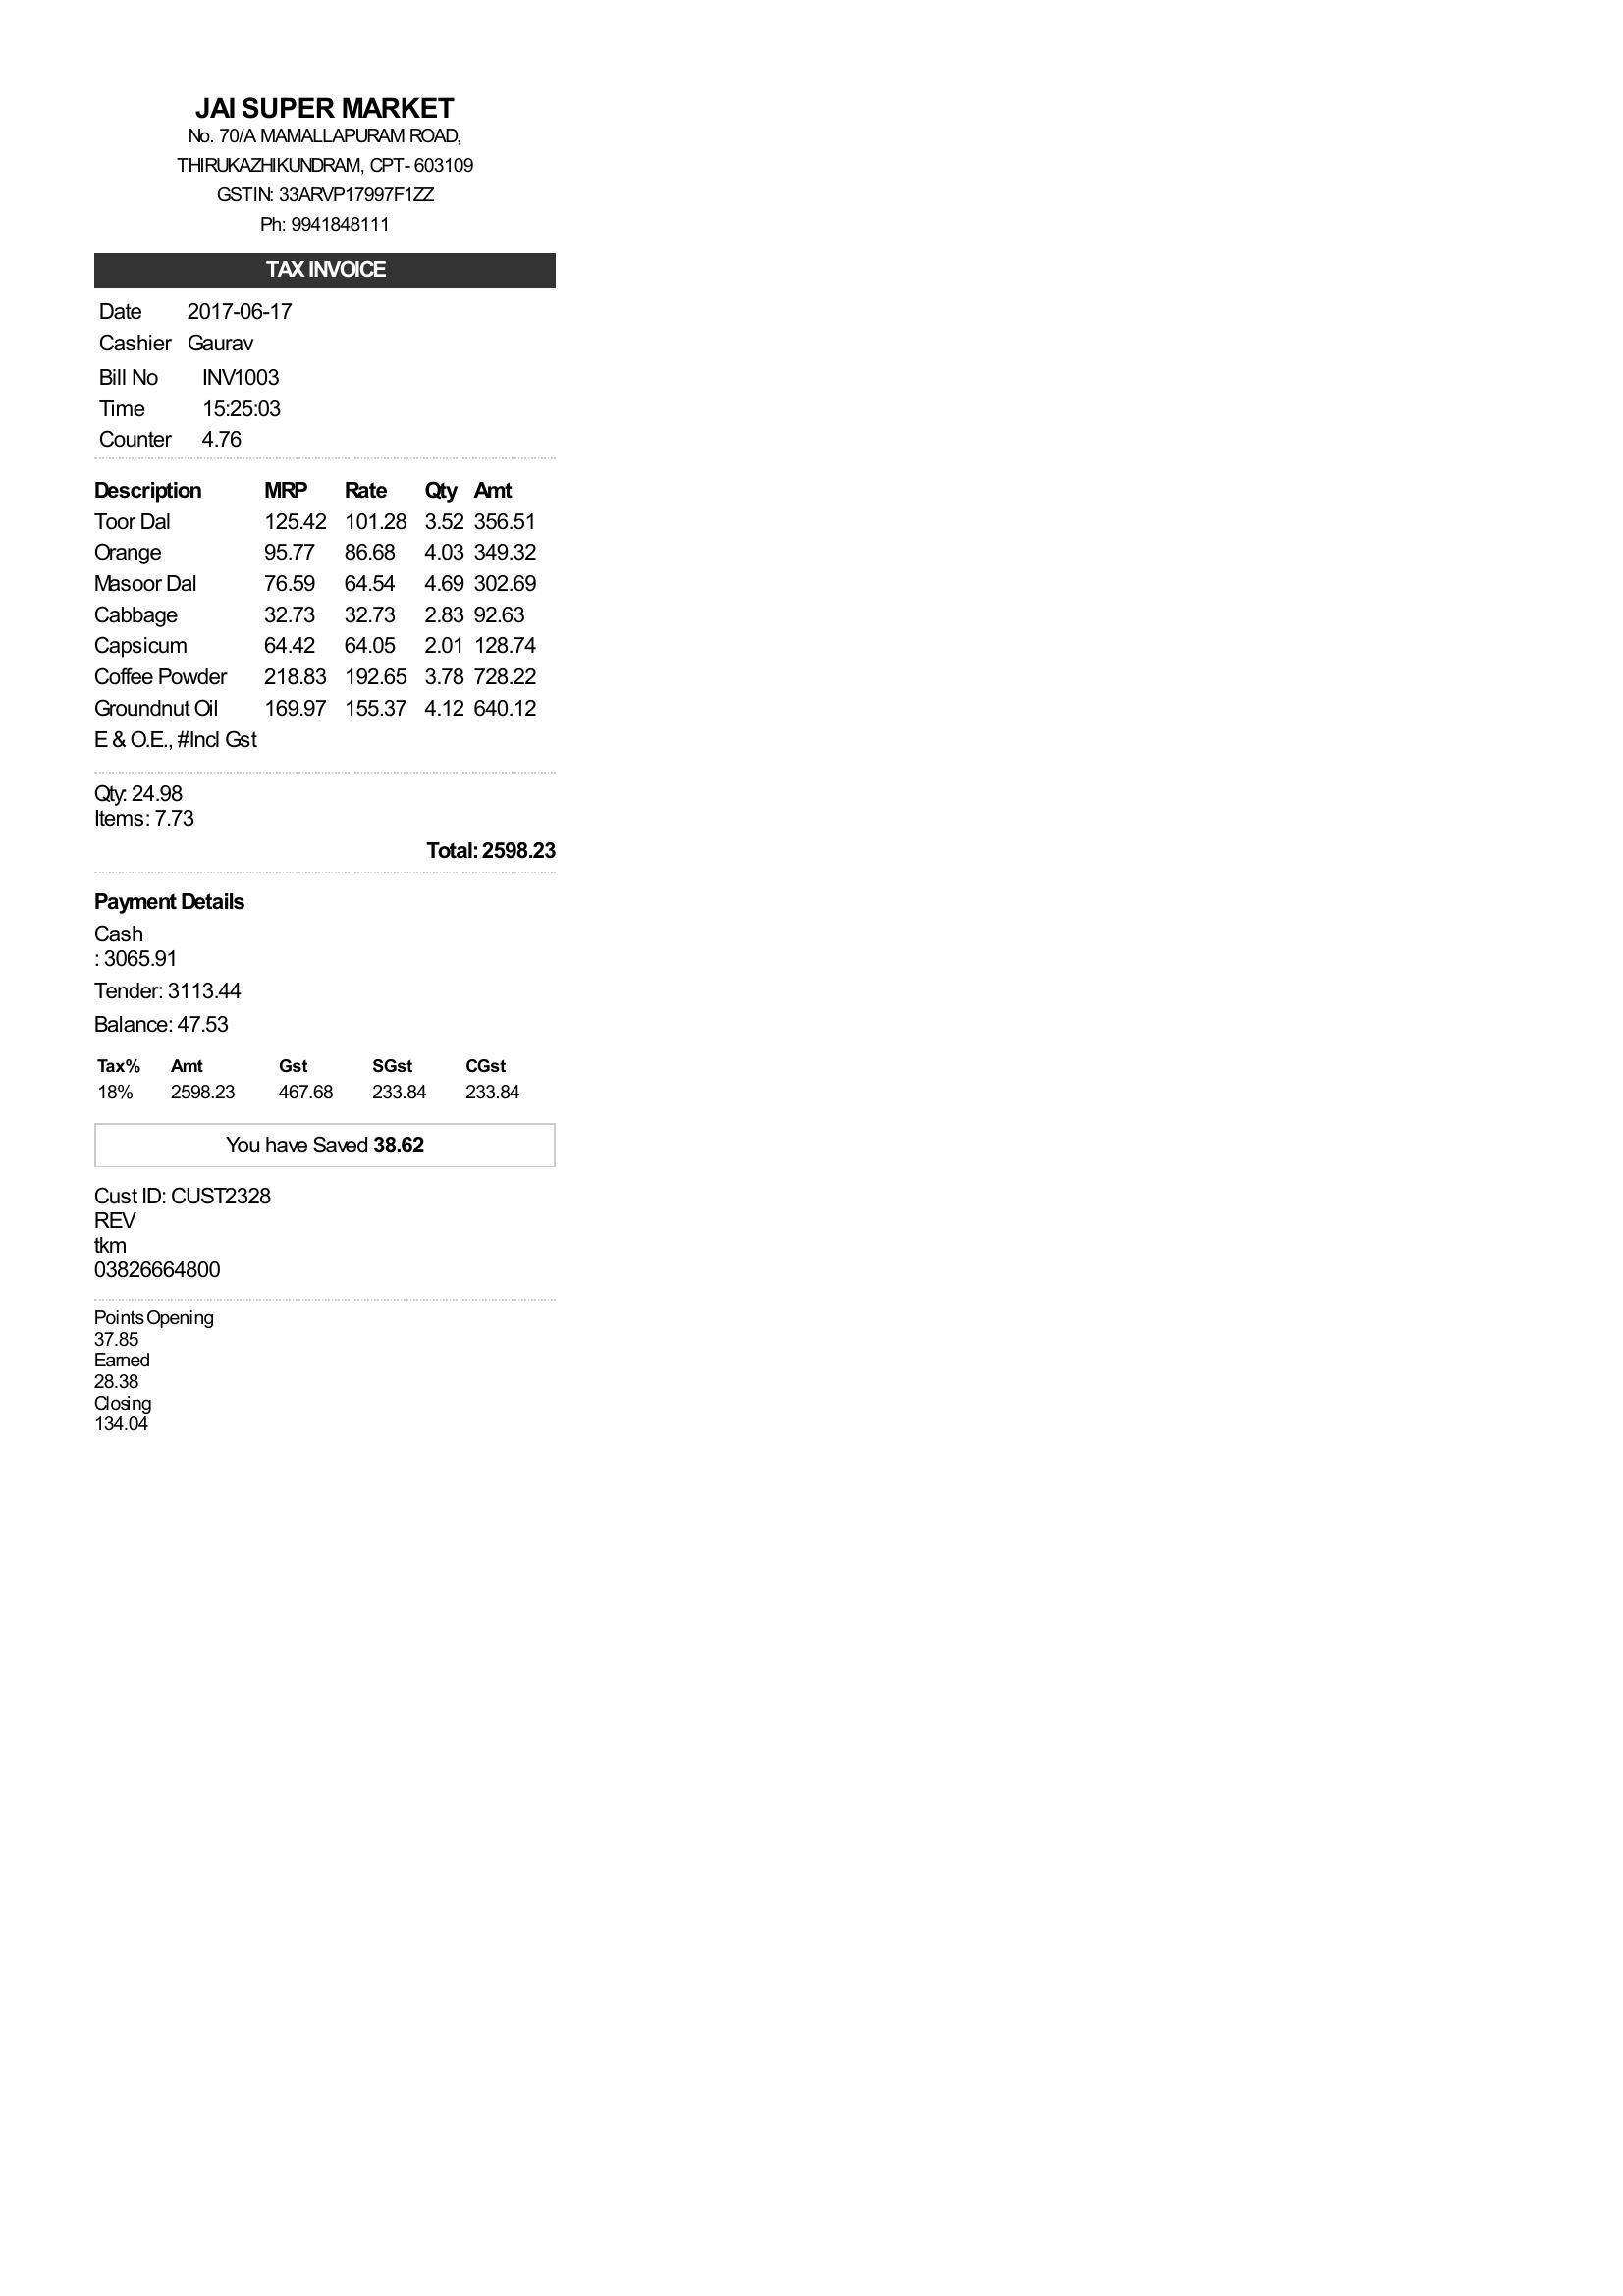 JAI SUPER MARKET
No. 70/A MAMALLAPURAM ROAD,
THIRUKAZHIKUNDRAM, CPT- 603109
GSTIN: 33ARVP17997F1ZZ
Ph: 9941848111
TAX INVOICE
Date 2017-06-17
Cashier Gaurav
Bill No INV1003
Time 15:25:03
Counter 4.76
Description MRP Rate Qty Amt
Toor Dal 125.42 101.28 3.52 356.51
Orange 95.77 86.68 4.03 349.32
Masoor Dal 76.59 64.54 4.69 302.69
Cabbage 32.73 32.73 2.83 92.63
Capsicum 64.42 64.05 2.01 128.74
Coffee Powder 218.83 192.65 3.78 728.22
Groundnut Oil 169.97 155.37 4.12 640.12
E & O.E., #Incl Gst
Qty: 24.98
Items: 7.73
Total: 2598.23
Payment Details
Cash
: 3065.91
Tender: 3113.44
Balance: 47.53
Tax% Amt Gst SGst CGst
18% 2598.23 467.68 233.84 233.84
You have Saved 38.62
Cust ID: CUST2328
REV
tkm
03826664800
Points Opening
37.85
Earned
28.38
Closing
134.04